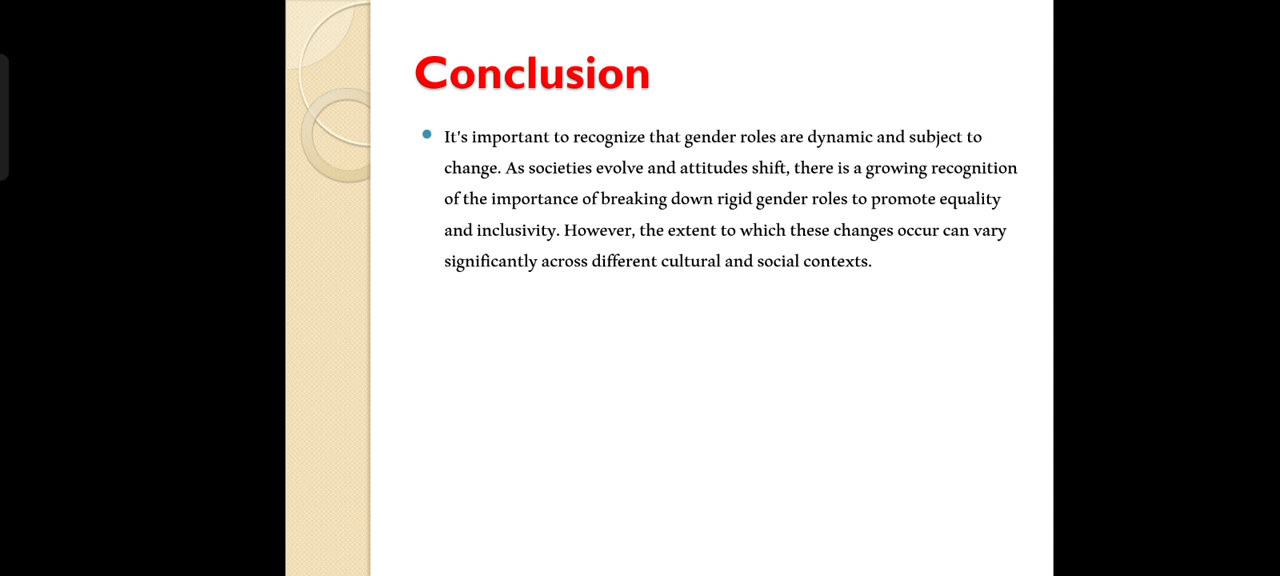 Conclusion
It's important to recognize that gender roles are dynamic and subject to
change. As societies evolve and attitudes shift, there is a growing recognition
of the importance of breaking down rigid gender roles to promote equality
and inclusivity. However, the extent to which these changes occur can vary
significantly across different cultural and social contexts.